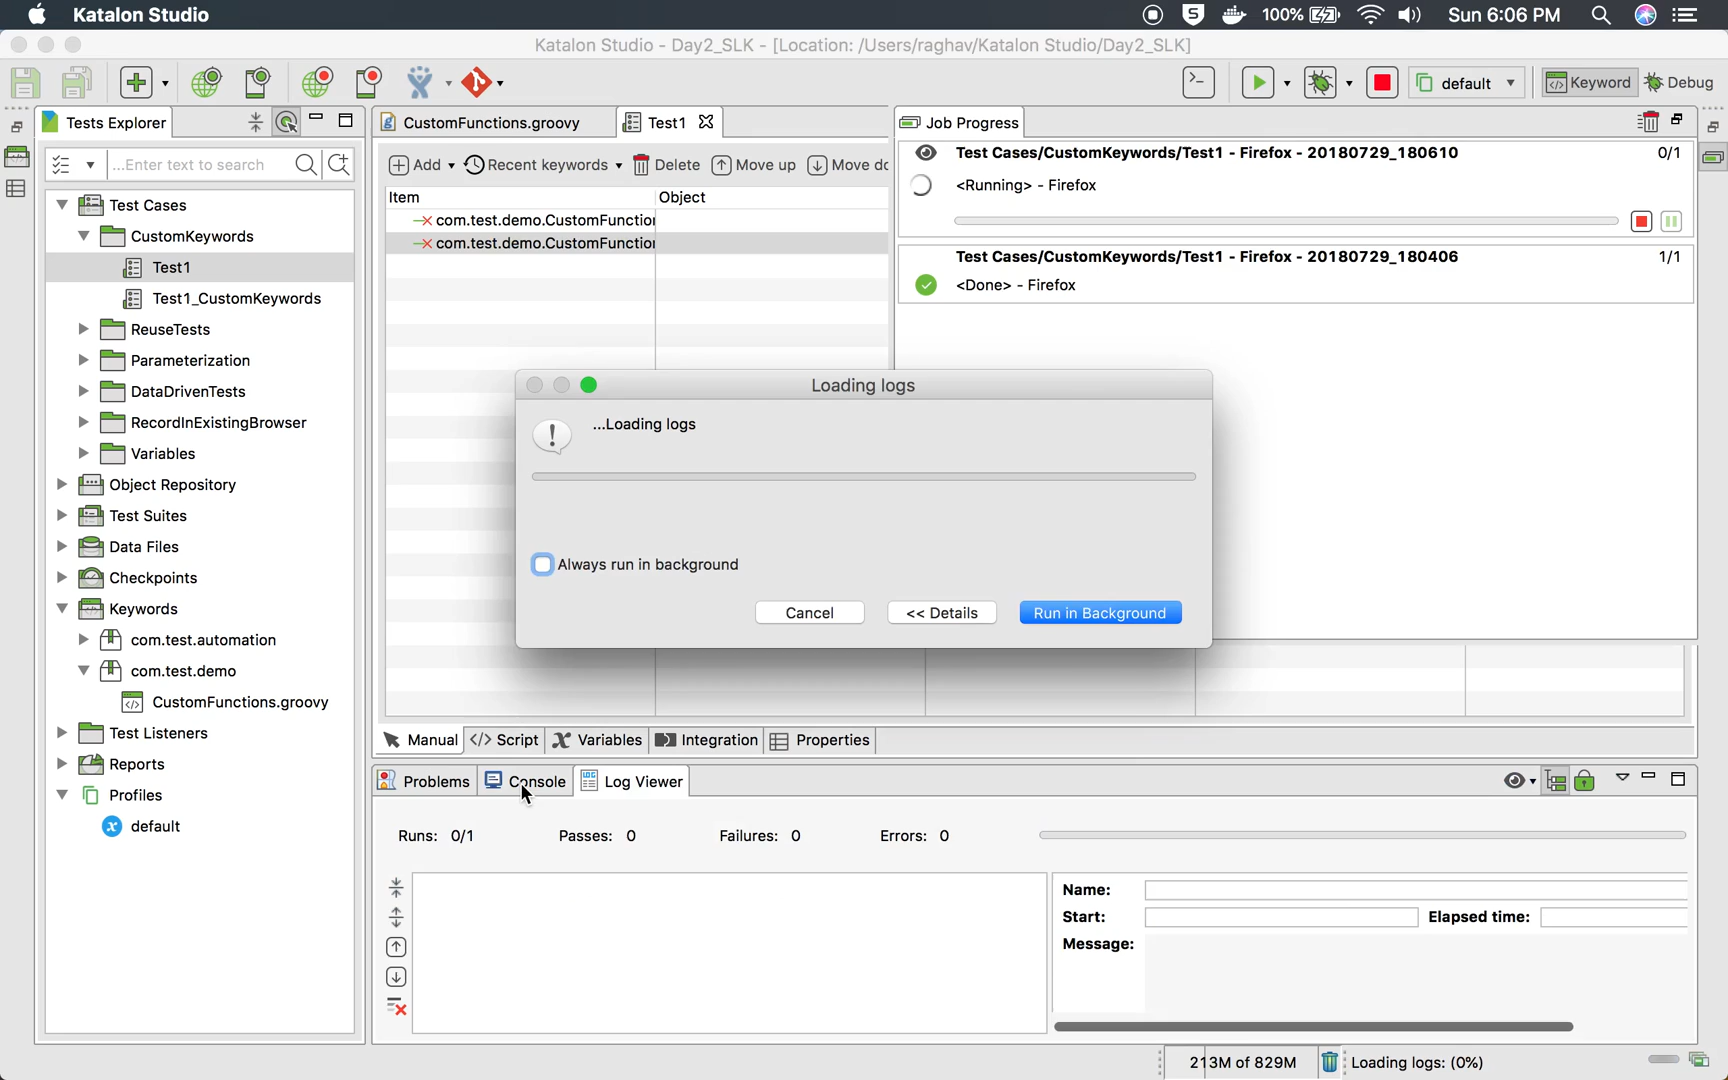 Katalon Studio
S
100%
Sun 6:06 PM
Katalon Studio - Day2_SLK - [Location: /Users/raghav/Katalon Studio/Day2_SLK]
default
Keyword
Debug
Tests Explorer
CustomFunctions.groovy
Test1
Job Progress
...Enter text to search
Add
Recent keywords
Delete
Move up
Move do
Item
Object
com.test.demo.CustomFunction
com.test.demo.CustomFunction
Test Cases/CustomKeywords/Test1 - Firefox - 20180729_180610
0/1
<Running> - Firefox
Test Cases/CustomKeywords/Test1 - Firefox - 20180729_180406
1/1
<Done> - Firefox
Test Cases
CustomKeywords
Test1
Test1_CustomKeywords
ReuseTests
Parameterization
DataDrivenTests
RecordInExistingBrowser
Variables
Object Repository
Test Suites
Data Files
Checkpoints
Keywords
com.test.automation
com.test.demo
CustomFunctions.groovy
Test Listeners
Reports
Profiles
default
Loading logs
...Loading logs
Always run in background
Cancel
<< Details
Run in Background
Manual
Script
Variables
Integration
Properties
Problems
Console
Log Viewer
Runs: 0/1
Passes: 0
Failures: 0
Errors: 0
Name:
Start:
Elapsed time:
Message:
213M of 829M
Loading logs: (0%)